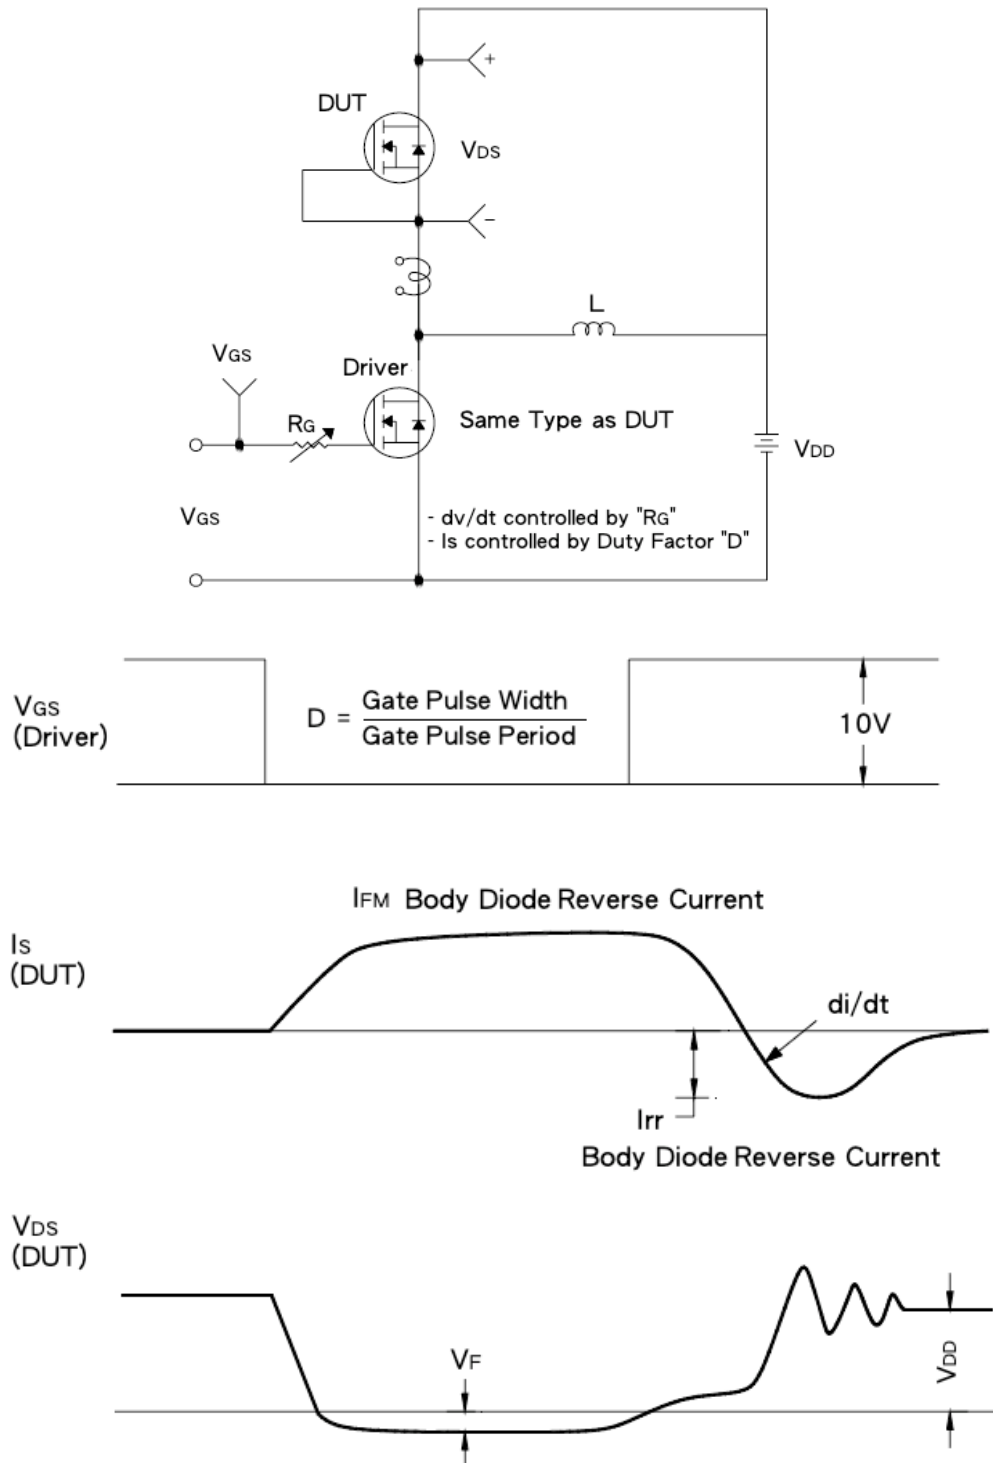 +
DUT
VDS
-
L
VGS
Driver
RG
Same Type as DUT
VDD
VGS
- dv/dt controlled by "RG"
- Is controlled by Duty Factor "D"
VGS
(Driver)
D = Gate Pulse Width
Gate Pulse Period
10V
IFM Body Diode Reverse Current
IS
(DUT)
di/dt
Irr
Body Diode Reverse Current
VDS
(DUT)
VF
VDD